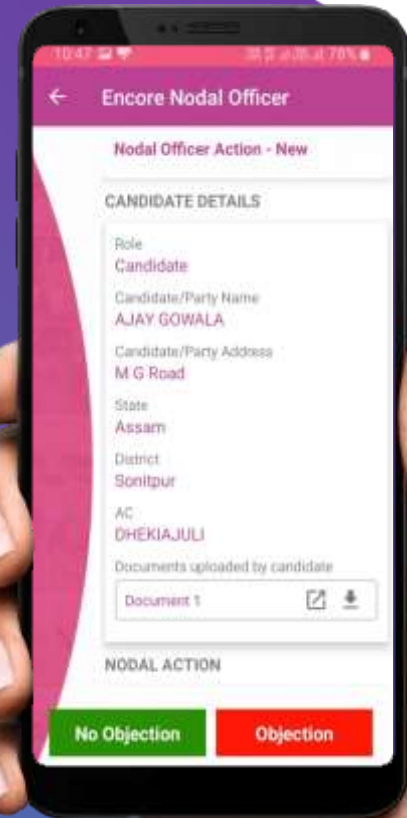 10:47
78%
Encore Nodal Officer
Nodal Officer Action - New
CANDIDATE DETAILS
Role
Candidate
Candidate/Party Name
AJAY GOWALA
Candidate/Party Address
M G Road
State
Assam
District
Sonitpur
AC
DHEKIAJULI
Documents uploaded by candidate
Document 1
NODAL ACTION
No Objection
Objection